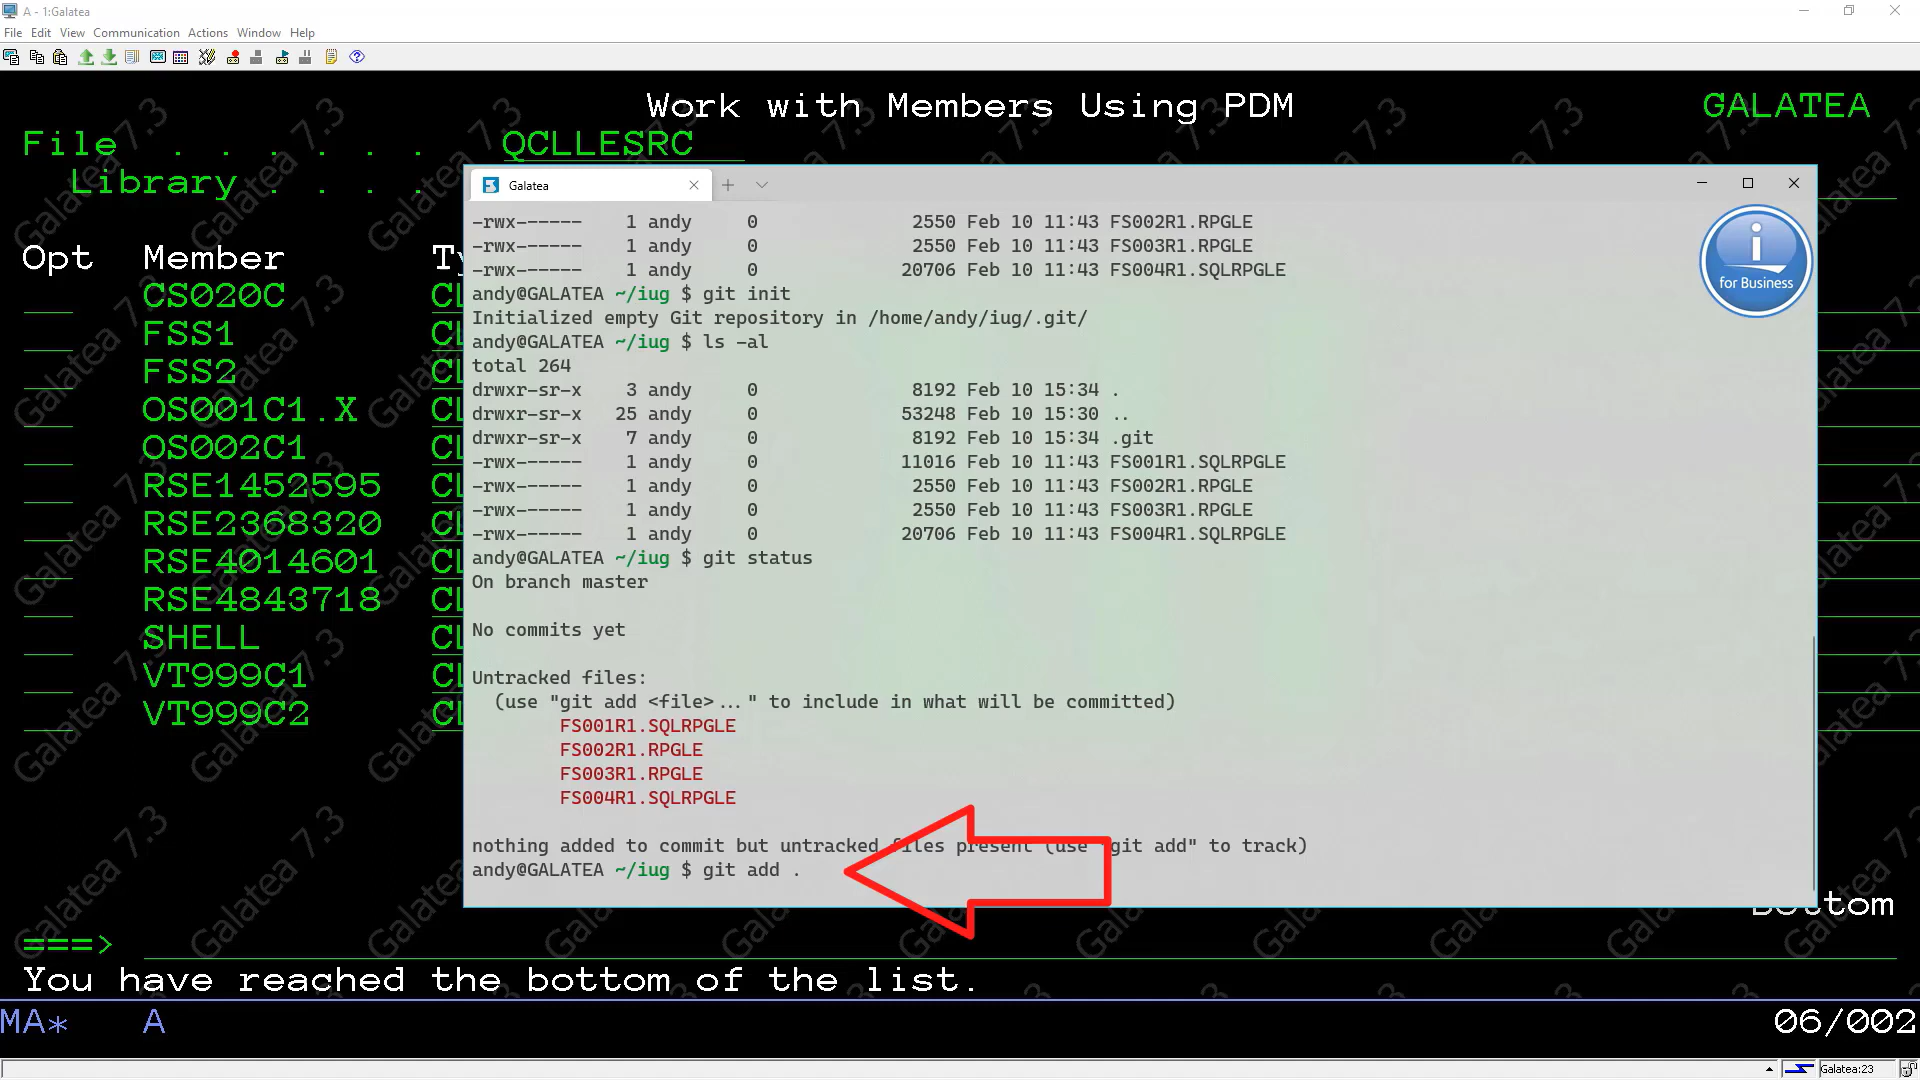 A - 1:Galatea
File Edit View Communication Actions Window Help
Work with Members Using PDM GALATEA
File . . . . . . QCLLESRC
Library . . . .
Opt Member
CS020C
FSS1
FSS2
OS001C1.X
OS002C1
RSE1452595
RSE2368320
RSE4014601
RSE4843718
SHELL
VT999C1
VT999C2
Galatea
-rwx------ 1 andy 0 2550 Feb 10 11:43 FS002R1.RPGLE
-rwx------ 1 andy 0 2550 Feb 10 11:43 FS003R1.RPGLE
-rwx------ 1 andy 0 20706 Feb 10 11:43 FS004R1.SQLRPGLE
andy@GALATEA ~/iug $ git init
Initialized empty Git repository in /home/andy/iug/.git/
andy@GALATEA ~/iug $ ls -al
total 264
drwxr-sr-x 3 andy 0 8192 Feb 10 15:34 .
drwxr-sr-x 25 andy 0 53248 Feb 10 15:30 ..
drwxr-sr-x 7 andy 0 8192 Feb 10 15:34 .git
-rwx------ 1 andy 0 11016 Feb 10 11:43 FS001R1.SQLRPGLE
-rwx------ 1 andy 0 2550 Feb 10 11:43 FS002R1.RPGLE
-rwx------ 1 andy 0 2550 Feb 10 11:43 FS003R1.RPGLE
-rwx------ 1 andy 0 20706 Feb 10 11:43 FS004R1.SQLRPGLE
andy@GALATEA ~/iug $ git status
On branch master
No commits yet
Untracked files:
(use "git add <file>..." to include in what will be committed)
FS001R1.SQLRPGLE
FS002R1.RPGLE
FS003R1.RPGLE
FS004R1.SQLRPGLE
nothing added to commit but untracked files present (use "git add" to track)
andy@GALATEA ~/iug $ git add .
i
for Business
Bottom
===>
You have reached the bottom of the list.
MA* A 06/002
Galatea:23
Galatea 7.3